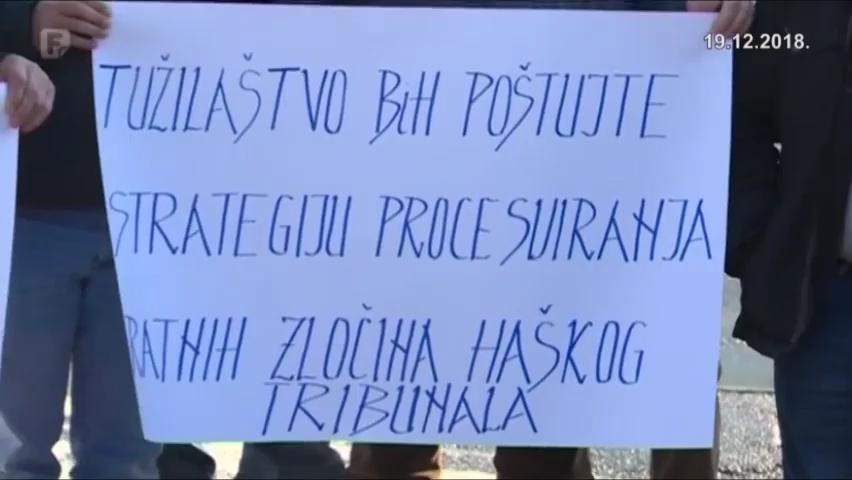 19.12.2018.
TUŽILAŠTVO BiH POŠTUJTE
STRATEGIJU PROCESUIRANJA
RATNIH ZLOČINA HAŠKOG
TRIBUNALA